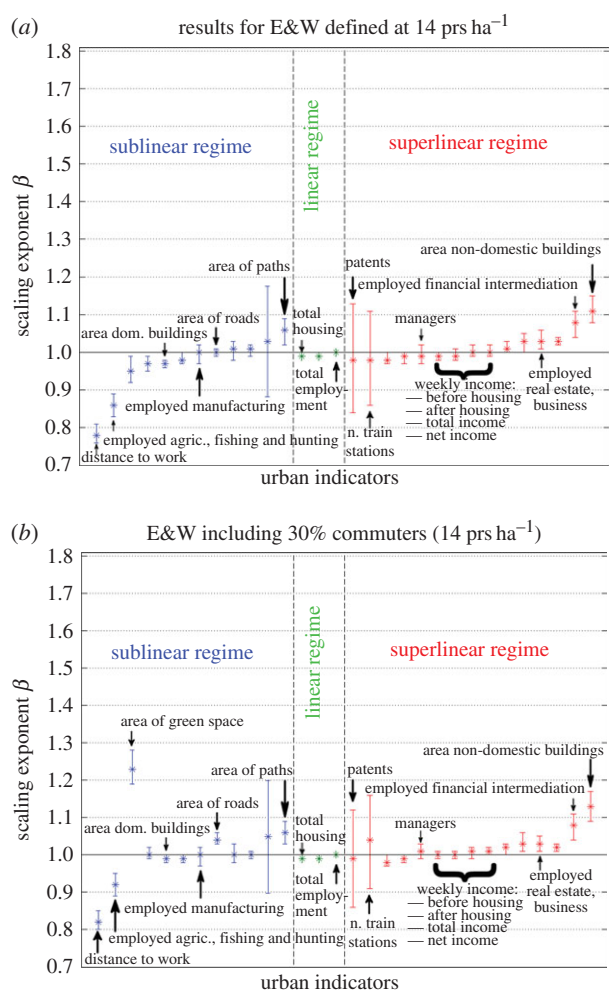 (a) results for E&W defined at 14 prs ha−1
scaling exponent β
1.8
1.7
1.6
1.5
1.4
1.3
1.2
1.1
1.0
0.9
0.8
0.7
sublinear regime
linear regime
superlinear regime
area non-domestic buildings
area of paths
patents
employed financial intermediation
area of roads
total
housing
managers
area dom. buildings
total
employ-
ment
weekly income:
— before housing
— after housing
— total income
— net income
employed
real estate,
business
employed manufacturing
n. train
stations
employed agric., fishing and hunting
distance to work
urban indicators
(b) E&W including 30% commuters (14 prs ha−1)
scaling exponent β
1.8
1.7
1.6
1.5
1.4
1.3
1.2
1.1
1.0
0.9
0.8
0.7
sublinear regime
linear regime
superlinear regime
area of green space
area non-domestic buildings
area of paths
patents
employed financial intermediation
area of roads
total
housing
managers
area dom. buildings
total
employ-
ment
weekly income:
— before housing
— after housing
— total income
— net income
employed
real estate,
business
employed manufacturing
n. train
stations
employed agric., fishing and hunting
distance to work
urban indicators